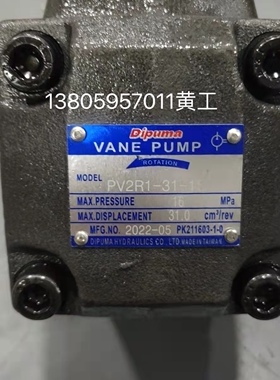 13805957011黄工
Dipuma
VANE PUMP
ROTATION
MODEL PV2R1-31-
MAX.PRESSURE 16 MPa
MAX.DISPLACEMENT 31.0 cm³/rev
MFG.NO. 2022-05 PK211603-1-0
DIPUMA HYDRAULICS CO.,LTD MADE IN TAIWAN